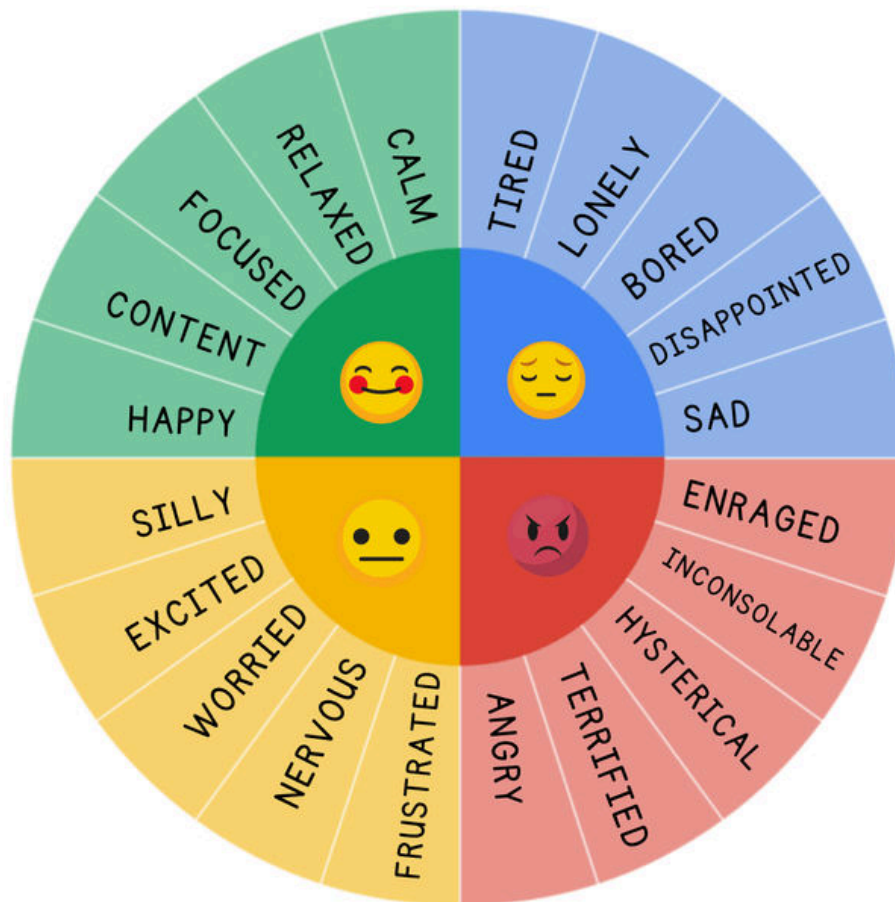 TIRED
LONELY
BORED
DISAPPOINTED
SAD
ENRAGED
INCONSOLABLE
HYSTERICAL
TERRIFIED
ANGRY
FRUSTRATED
NERVOUS
WORRIED
EXCITED
SILLY
HAPPY
CONTENT
FOCUSED
RELAXED
CALM